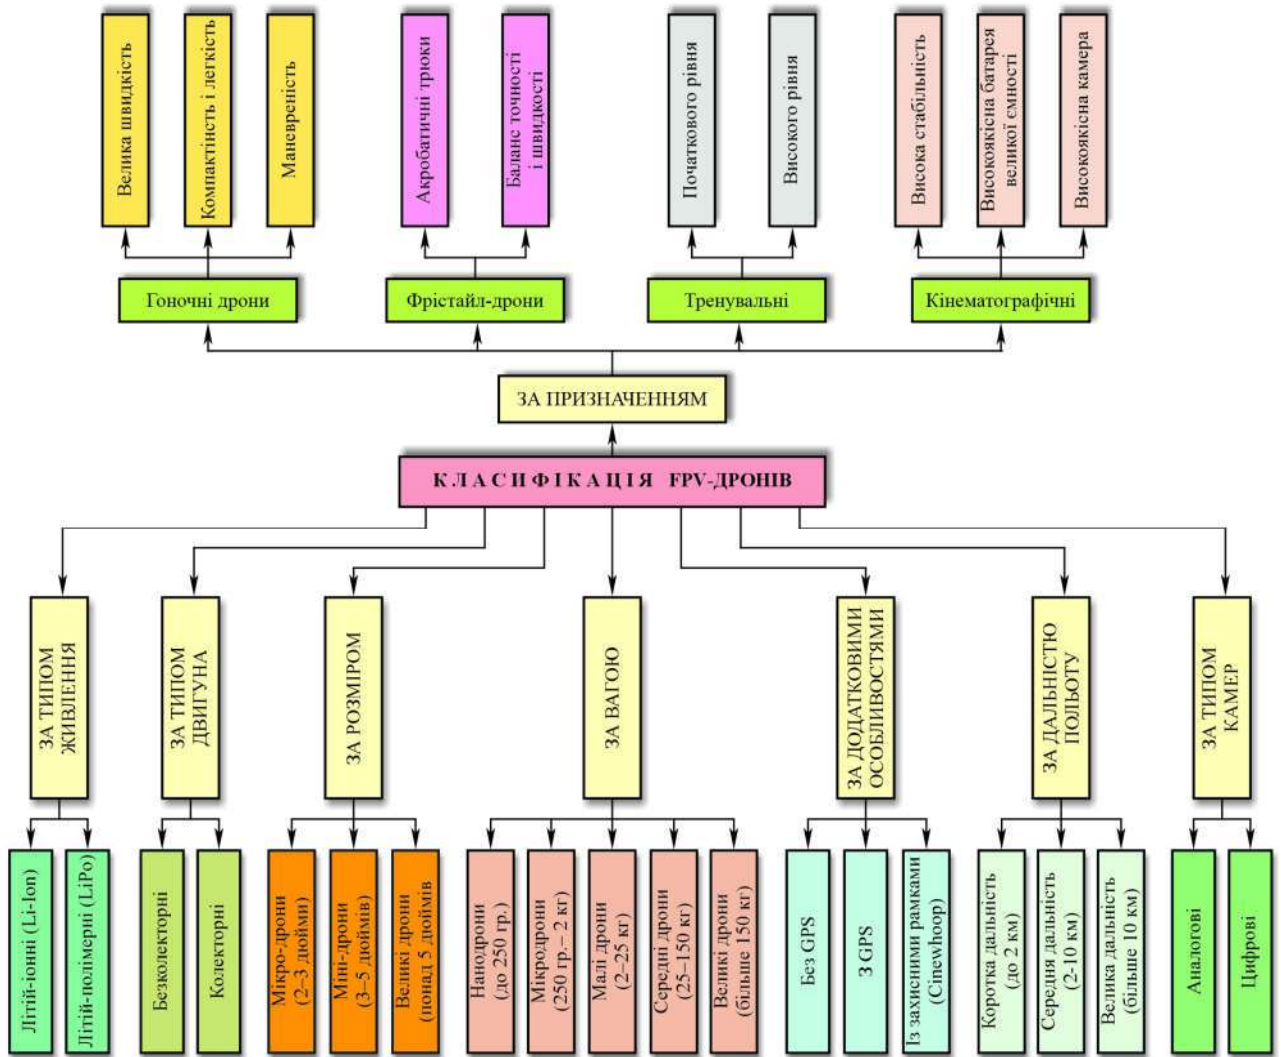 Велика швидкість
Компактінсть і легкість
Маневреність
Акробатичні трюки
Баланс точності
і швидкості
Початкового рівня
Високого рівня
Висока стабільність
Високоякісна батарея
великої ємності
Високоякісна камера
Гоночні дрони
Фрістайл-дрони
Тренувальні
Кінематографічні
ЗА ПРИЗНАЧЕННЯМ
КЛАСИФІКАЦІЯ FPV-ДРОНІВ
ЗА ТИПОМ
ЖИВЛЕННЯ
ЗА ТИПОМ
ДВИГУНА
ЗА РОЗМІРОМ
ЗА ВАГОЮ
ЗА ДОДАТКОВИМИ
ОСОБЛИВОСТЯМИ
ЗА ДАЛЬНІСТЮ
ПОЛЬОТУ
ЗА ТИПОМ
КАМЕР
Літій-іонні (Li-Ion)
Літій-полімерні (LiPo)
Безколекторні
Колекторні
Мікро-дрони
(2–3 дюйми)
Міні-дрони
(3–5 дюймів)
Великі дрони
(понад 5 дюймів)
Нанодрони
(до 250 гр.)
Мікродрони
(250 гр.– 2 кг)
Малі дрони
(2–25 кг)
Середні дрони
(25–150 кг)
Великі дрони
(більше 150 кг)
Без GPS
З GPS
Із захисними рамками
(Cinewhoop)
Коротка дальність
(до 2 км)
Середня дальність
(2-10 км)
Велика дальність
(більше 10 км)
Аналогові
Цифрові